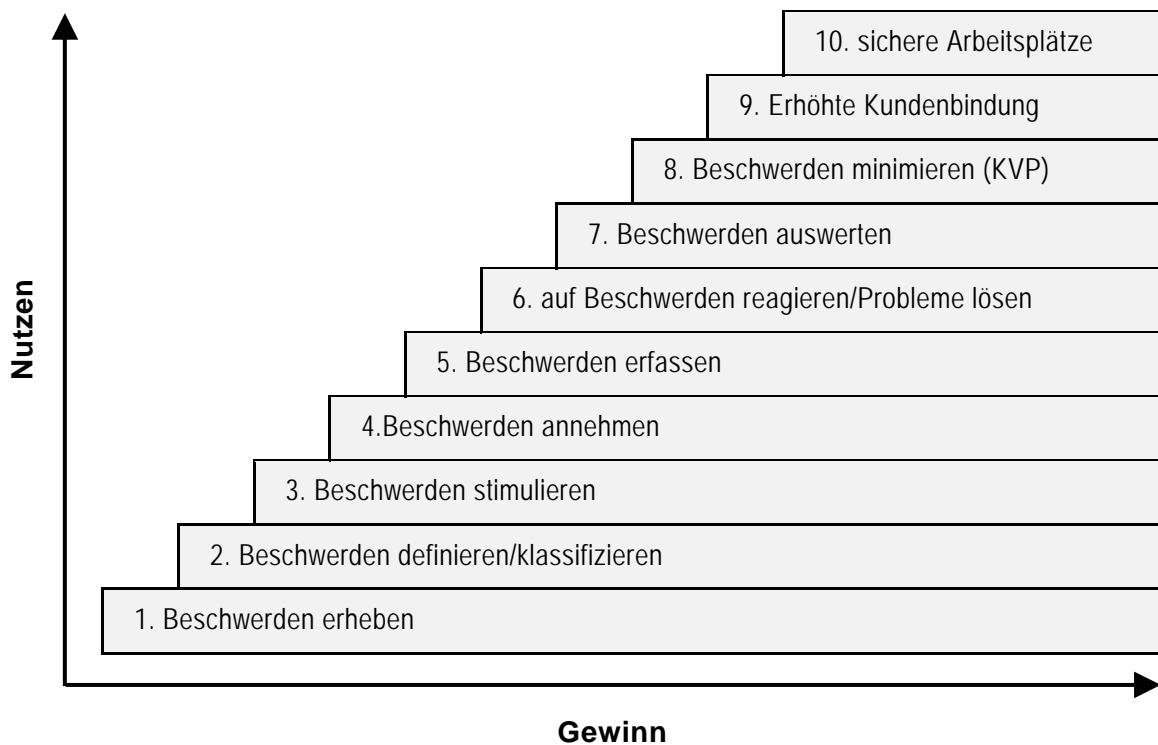 10. sichere Arbeitsplätze
9. Erhöhte Kundenbindung
8. Beschwerden minimieren (KVP)
7. Beschwerden auswerten
6. auf Beschwerden reagieren/Probleme lösen
5. Beschwerden erfassen
4.Beschwerden annehmen
3. Beschwerden stimulieren
2. Beschwerden definieren/klassifizieren
1. Beschwerden erheben
Nutzen
Gewinn